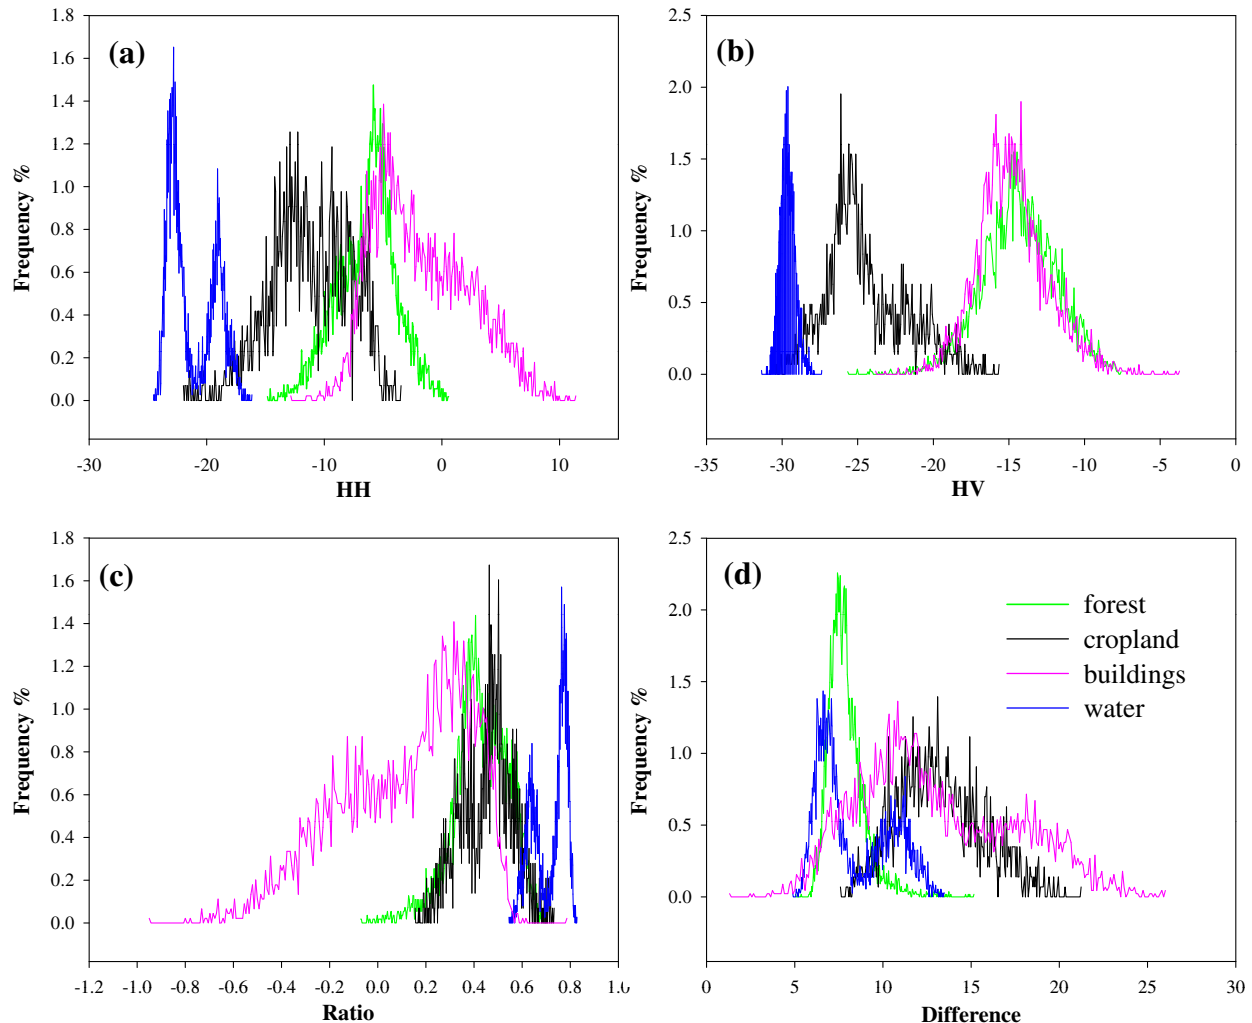 (a)
1.8
1.6
1.4
1.2
1.0
0.8
0.6
0.4
0.2
0.0
Frequency %
-30 -20 -10 0 10
HH
(b)
2.5
2.0
1.5
1.0
0.5
0.0
Frequency %
-35 -30 -25 -20 -15 -10 -5 0
HV
(c)
1.8
1.6
1.4
1.2
1.0
0.8
0.6
0.4
0.2
0.0
Frequency %
-1.2 -1.0 -0.8 -0.6 -0.4 -0.2 0.0 0.2 0.4 0.6 0.8
Ratio
(d)
2.5
2.0
1.5
1.0
0.5
0.0
Frequency %
forest
cropland
buildings
water
0 5 10 15 20 25 30
Difference